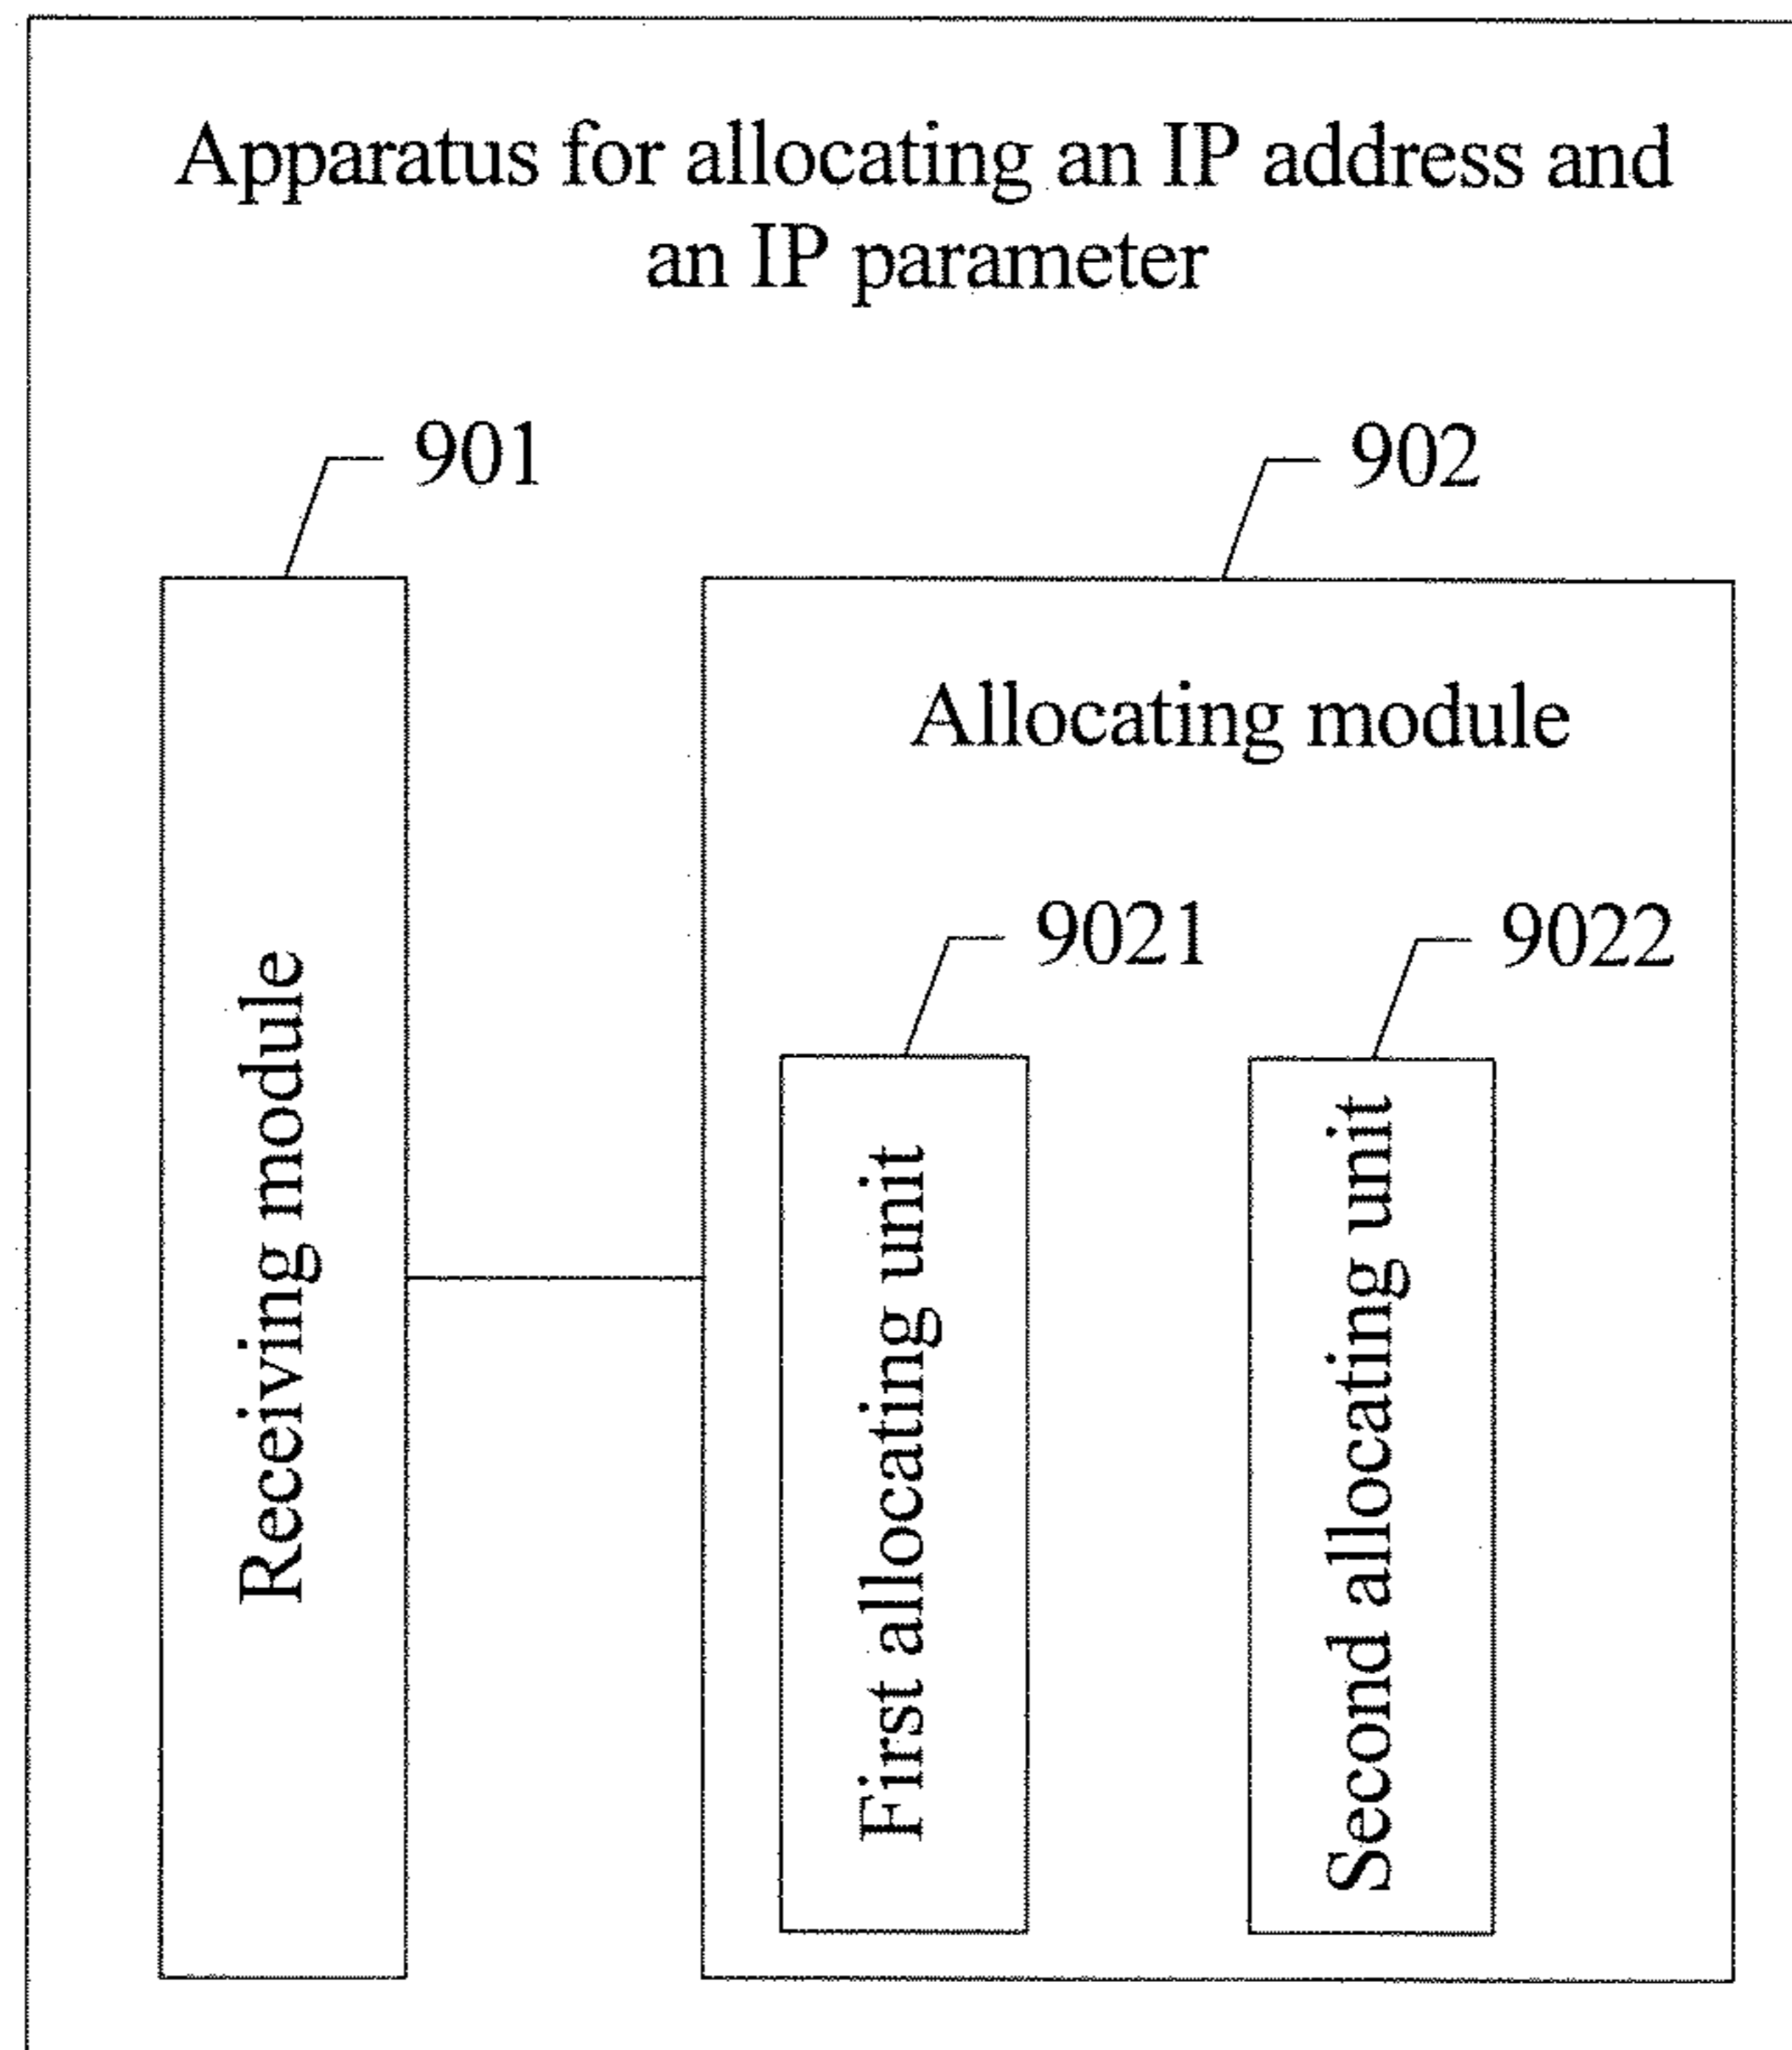 Apparatus for allocating an IP address and
an IP parameter
901
902
Receiving module
Allocating module
9021
9022
First allocating unit
Second allocating unit